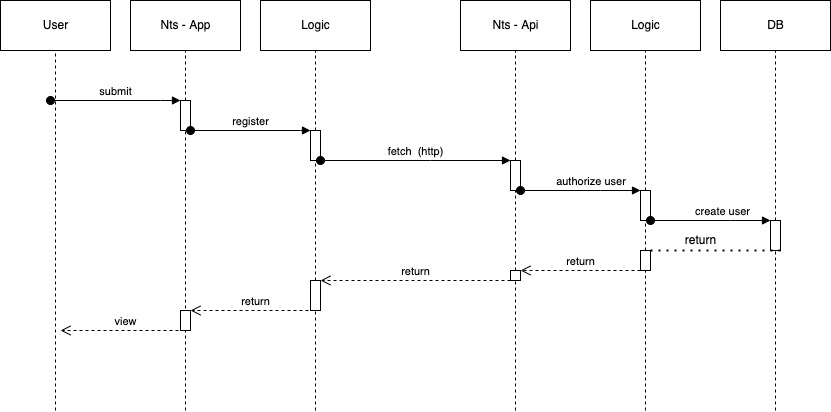 User
Nts - App
Logic
Nts - Api
Logic
DB
submit
register
fetch (http)
authorize user
create user
return
return
return
return
view